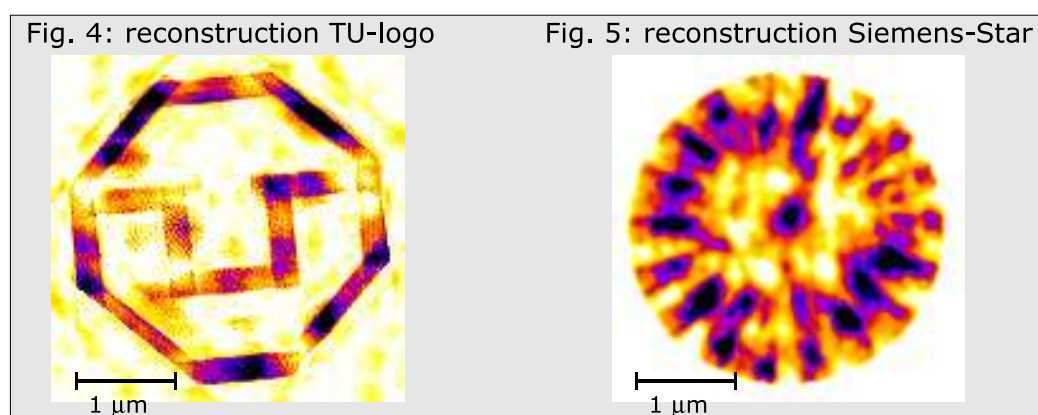 Fig. 4: reconstruction TU-logo
Fig. 5: reconstruction Siemens-Star
1 μm
1 μm